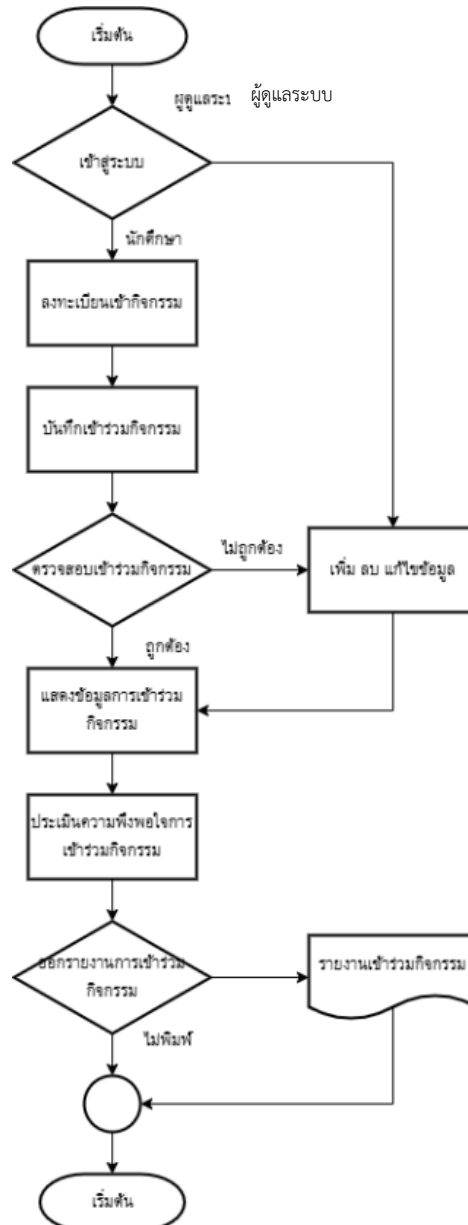 เริ่มต้น
ผู้ดูแลระบ ผู้ดูแลระบบ
เข้าสู่ระบบ
นักศึกษา
ลงทะเบียนเข้ากิจกรรม
บันทึกเข้าร่วมกิจกรรม
ไม่ถูกต้อง
ตรวจสอบเข้าร่วมกิจกรรม
เพิ่ม ลบ แก้ไขข้อมูล
ถูกต้อง
แสดงข้อมูลการเข้าร่วม
กิจกรรม
ประเมินความพึงพอใจการ
เข้าร่วมกิจกรรม
ออกรายงานการเข้าร่วม
กิจกรรม
รายงานเข้าร่วมกิจกรรม
ไม่พิมพ์
เริ่มต้น